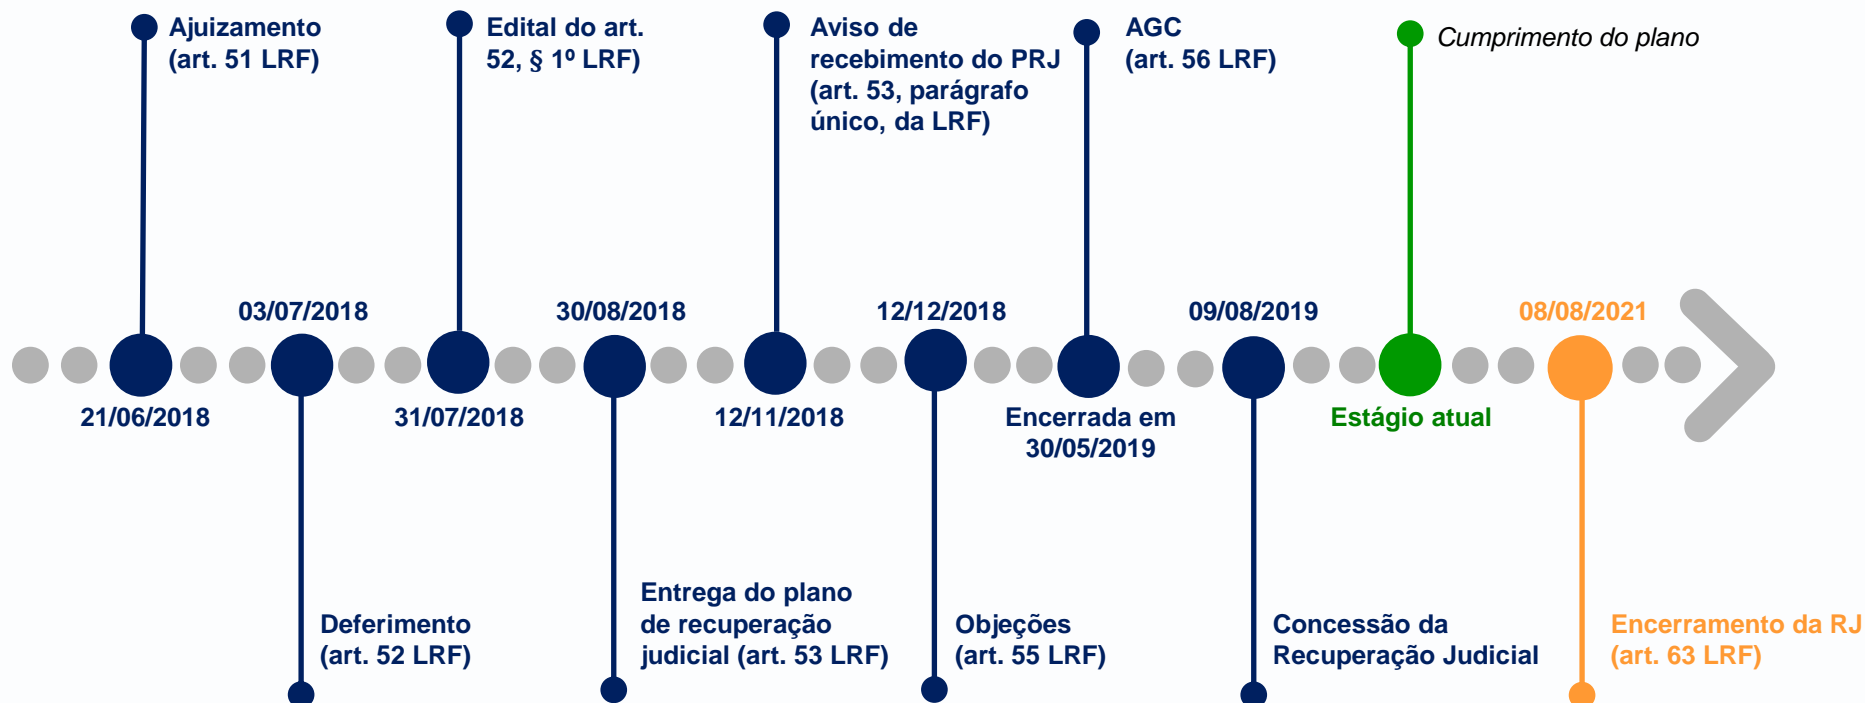 Ajuizamento
(art. 51 LRF)
Edital do art.
52, § 1º LRF)
Aviso de
recebimento do PRJ
(art. 53, parágrafo
único, da LRF)
AGC
(art. 56 LRF)
Cumprimento do plano
03/07/2018
30/08/2018
12/12/2018
09/08/2019
08/08/2021
21/06/2018
31/07/2018
12/11/2018
Encerrada em
30/05/2019
Estágio atual
Deferimento
(art. 52 LRF)
Entrega do plano
de recuperação
judicial (art. 53 LRF)
Objeções
(art. 55 LRF)
Concessão da
Recuperação Judicial
Encerramento da RJ
(art. 63 LRF)